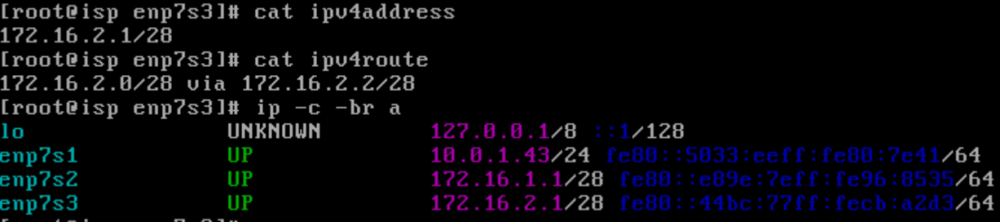 [root@isp enp7s3]# cat ipv4address
172.16.2.1/28
[root@isp enp7s3]# cat ipv4route
172.16.2.0/28 via 172.16.2.2/28
[root@isp enp7s3]# ip -c -br a
lo UNKNOWN 127.0.0.1/8 ::1/128
enp7s1 UP 10.0.1.43/24 fe80::5033:eeff:fe80:7e41/64
enp7s2 UP 172.16.1.1/28 fe80::e89e:7eff:fe96:8535/64
enp7s3 UP 172.16.2.1/28 fe80::44bc:77ff:fecb:a2d3/64